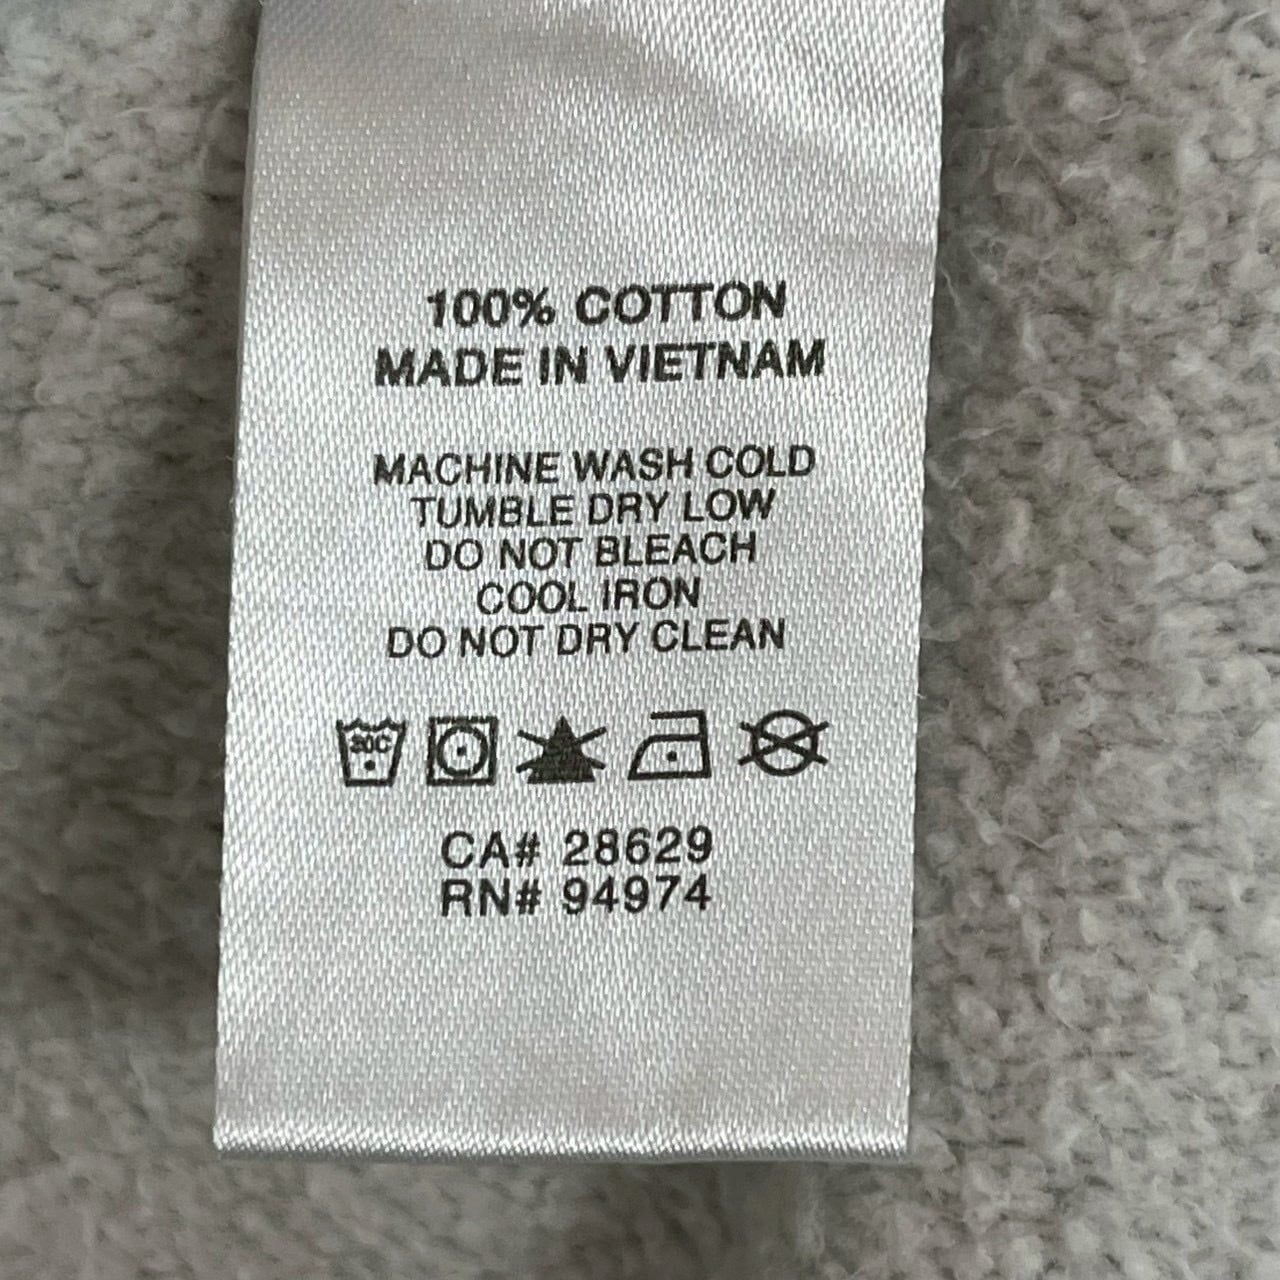 100% COTTON
MADE IN VIETNAM
MACHINE WASH COLD
TUMBLE DRY LOW
DO NOT BLEACH
COOL IRON
DO NOT DRY CLEAN
30C
CA# 28629
RN# 94974